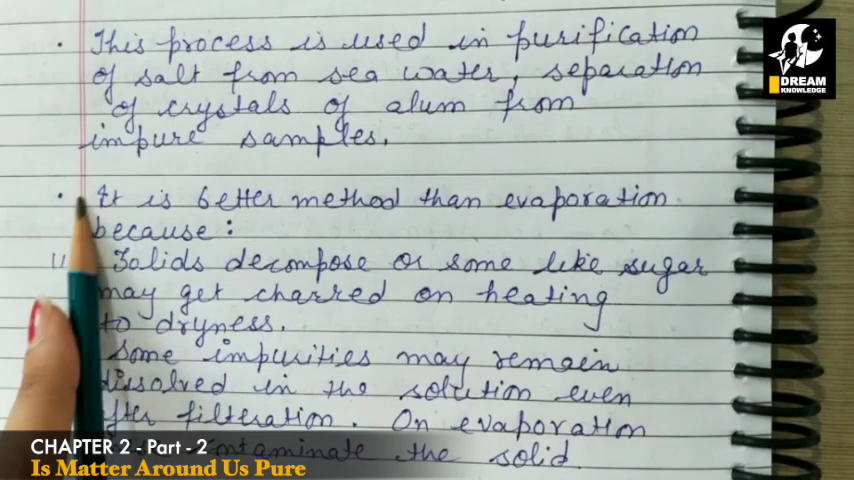 This process is used in purification
of salt from sea water, separation
of crystals of alum from
impure samples.
It is better method than evaporation
because:
Solids decompose or some like sugar
may get charred on heating
to dryness.
Some impurities may remain
dissolved in the solution even
after filteration. On evaporation
contaminate the solid.
DREAM
KNOWLEDGE
CHAPTER 2 - Part - 2
Is Matter Around Us Pure